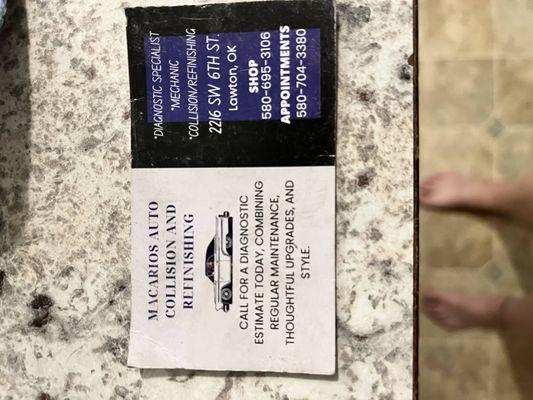 MACARIOS AUTO
COLLISION AND
REFINISHING
CALL FOR A DIAGNOSTIC
ESTIMATE TODAY, COMBINING
REGULAR MAINTENANCE,
THOUGHTFUL UPGRADES, AND
STYLE.
*DIAGNOSTIC SPECIALIST
*MECHANIC
*COLLISION/REFINISHING
2216 SW 6TH ST.
Lawton, OK
SHOP
580-695-3106
APPOINTMENTS
580-704-3380